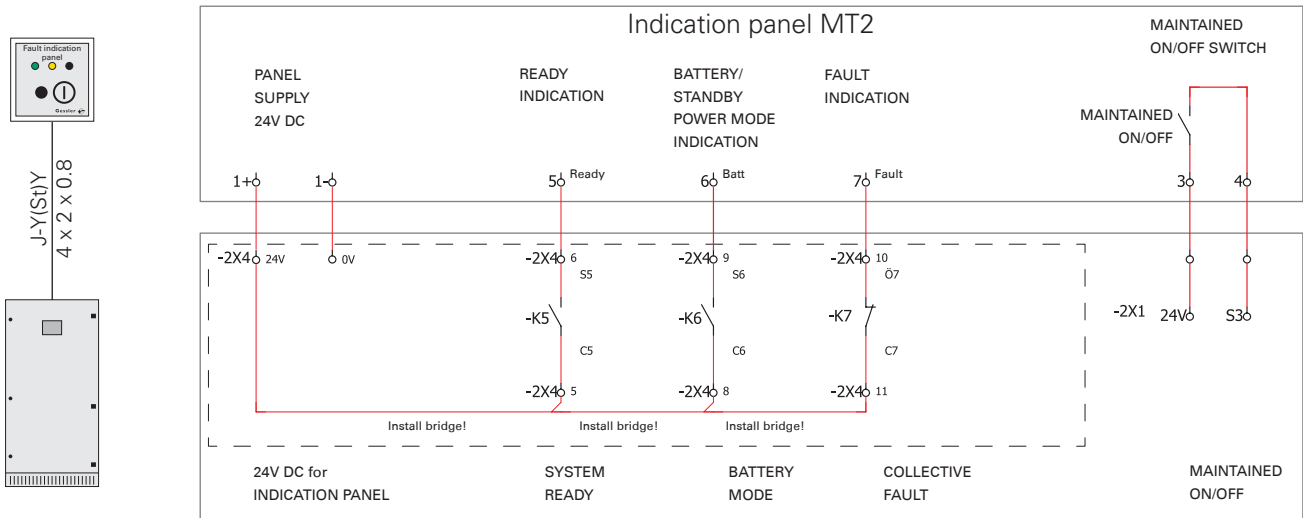 Fault indication
panel
Gessler
J-Y(St)Y
4 x 2 x 0.8
Indication panel MT2
PANEL
SUPPLY
24V DC
READY
INDICATION
BATTERY/
STANDBY
POWER MODE
INDICATION
FAULT
INDICATION
MAINTAINED
ON/OFF SWITCH
MAINTAINED
ON/OFF
1+
1-
5 Ready
6 Batt
7 Fault
3
4
-2X4 24V
0V
-2X4 6
S5
-2X4 9
S6
-2X4 10
Ö7
-K5
-K6
-K7
-2X1 24V
S3
C5
C6
C7
-2X4 5
-2X4 8
-2X4 11
Install bridge!
Install bridge!
Install bridge!
24V DC for
INDICATION PANEL
SYSTEM
READY
BATTERY
MODE
COLLECTIVE
FAULT
MAINTAINED
ON/OFF